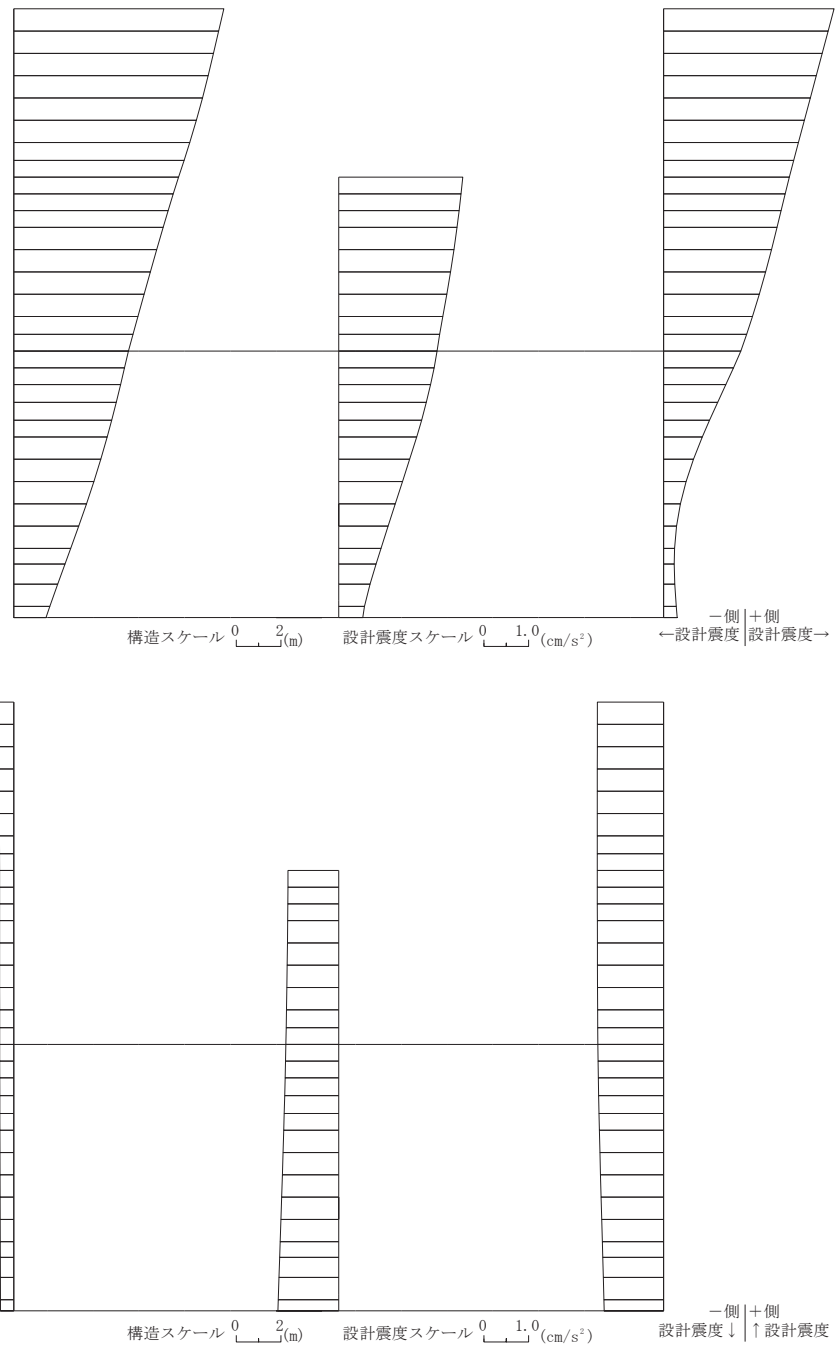 －側 ＋側
構造スケール 0 2(m) 設計震度スケール 0 1.0(cm/s²) ←設計震度 設計震度→
－側 ＋側
構造スケール 0 2(m) 設計震度スケール 0 1.0(cm/s²) 設計震度↓ ↑設計震度